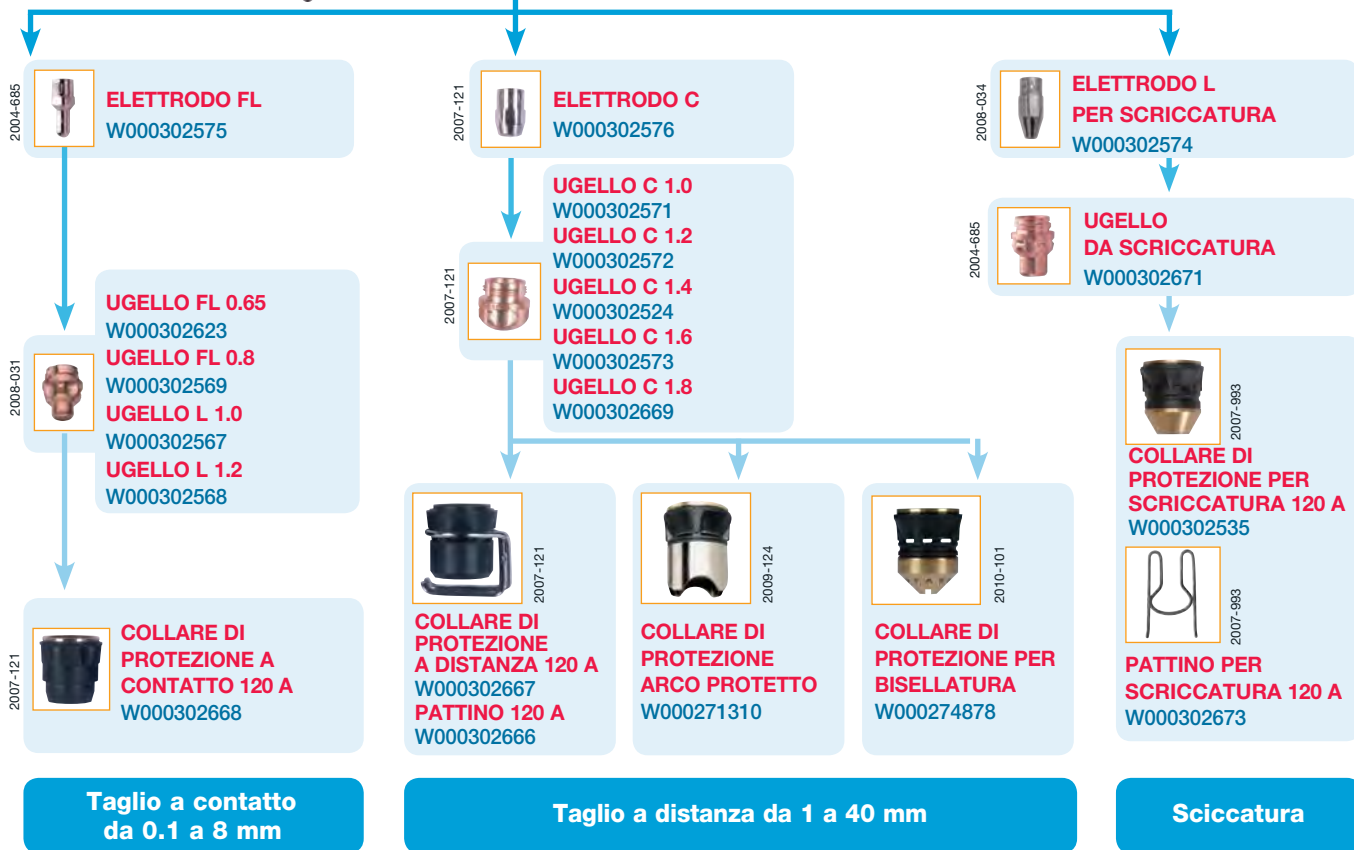 2004-685
ELETTRODO FL
W000302575
2008-031
UGELLO FL 0.65
W000302623
UGELLO FL 0.8
W000302569
UGELLO L 1.0
W000302567
UGELLO L 1.2
W000302568
2007-121
COLLARE DI
PROTEZIONE A
CONTATTO 120 A
W000302668
Taglio a contatto
da 0.1 a 8 mm
2007-121
ELETTRODO C
W000302576
2007-121
UGELLO C 1.0
W000302571
UGELLO C 1.2
W000302572
UGELLO C 1.4
W000302524
UGELLO C 1.6
W000302573
UGELLO C 1.8
W000302669
2007-121
COLLARE DI
PROTEZIONE
A DISTANZA 120 A
W000302667
PATTINO 120 A
W000302666
2009-124
COLLARE DI
PROTEZIONE
ARCO PROTETTO
W000271310
2010-101
COLLARE DI
PROTEZIONE PER
BISELLATURA
W000274878
Taglio a distanza da 1 a 40 mm
2008-034
ELETTRODO L
PER SCRICCATURA
W000302574
2004-685
UGELLO
DA SCRICCATURA
W000302671
2007-993
COLLARE DI
PROTEZIONE PER
SCRICCATURA 120 A
W000302535
2007-993
PATTINO PER
SCRICCATURA 120 A
W000302673
Sciccatura